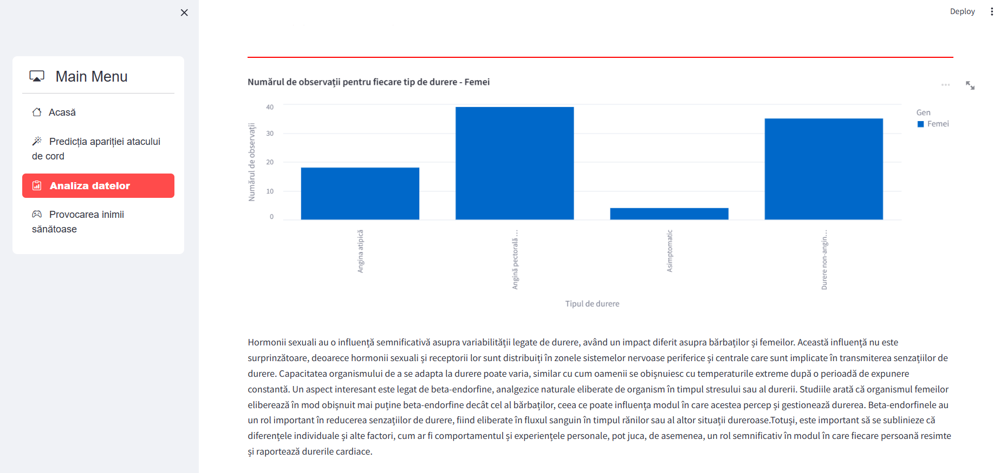 Deploy
Main Menu
Acasă
Predicția apariției atacului
de cord
Analiza datelor
Provocarea inimii
sănătoase
Numărul de observații pentru fiecare tip de durere - Femei
Numărul de observații
40
30
20
10
0
Angina atipică
Angină pectorală ...
Asimptomatic
Durere non-angin...
Tipul de durere
Gen
Femei
Hormonii sexuali au o influență semnificativă asupra variabilității legate de durere, având un impact diferit asupra bărbaților și femeilor. Această influență nu este
surprinzătoare, deoarece hormonii sexuali și receptorii lor sunt distribuiți în zonele sistemelor nervoase periferice și centrale care sunt implicate în transmiterea senzațiilor de
durere. Capacitatea organismului de a se adapta la durere poate varia, similar cu cum oamenii se obișnuiesc cu temperaturile extreme după o perioadă de expunere
constantă. Un aspect interesant este legat de beta-endorfine, analgezice naturale eliberate de organism în timpul stresului sau al durerii. Studiile arată că organismul femeilor
eliberează în mod obișnuit mai puține beta-endorfine decât cel al bărbaților, ceea ce poate influența modul în care acestea percep și gestionează durerea. Beta-endorfinele au
un rol important în reducerea senzațiilor de durere, fiind eliberate în fluxul sanguin în timpul rănilor sau al altor situații dureroase.Totuși, este important să se sublinieze că
diferențele individuale și alte factori, cum ar fi comportamentul și experiențele personale, pot juca, de asemenea, un rol semnificativ în modul în care fiecare persoană resimte
și raportează durerile cardiace.